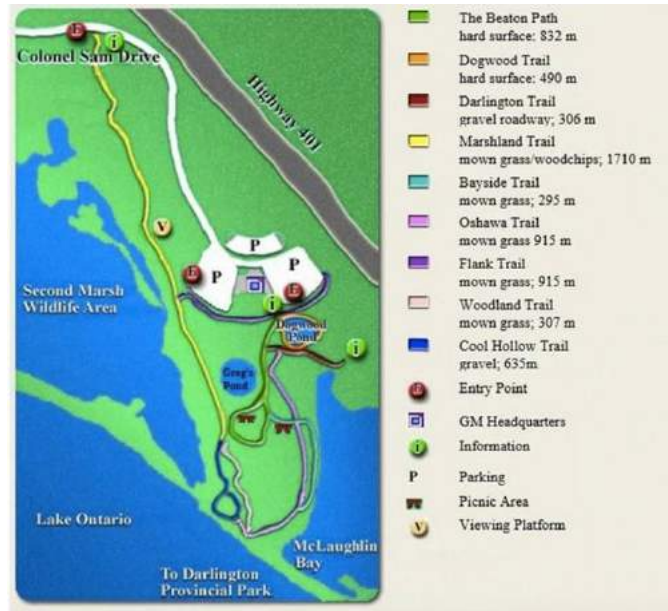 E
i
Colonel Sam Drive
Highway 401
V
P
E
P
P
E
i
Second Marsh
Wildlife Area
Dogwood
Pond
i
Greg's
Pond
Lake Ontario
McLaughlin
Bay
To Darlington
Provincial Park
The Beaton Path
hard surface: 832 m
Dogwood Trail
hard surface: 490 m
Darlington Trail
gravel roadway; 306 m
Marshland Trail
mown grass/woodchips; 1710 m
Bayside Trail
mown grass; 295 m
Oshawa Trail
mown grass 915 m
Flank Trail
mown grass; 915 m
Woodland Trail
mown grass; 307 m
Cool Hollow Trail
gravel; 635m
E Entry Point
GM Headquarters
i Information
P Parking
Picnic Area
V Viewing Platform